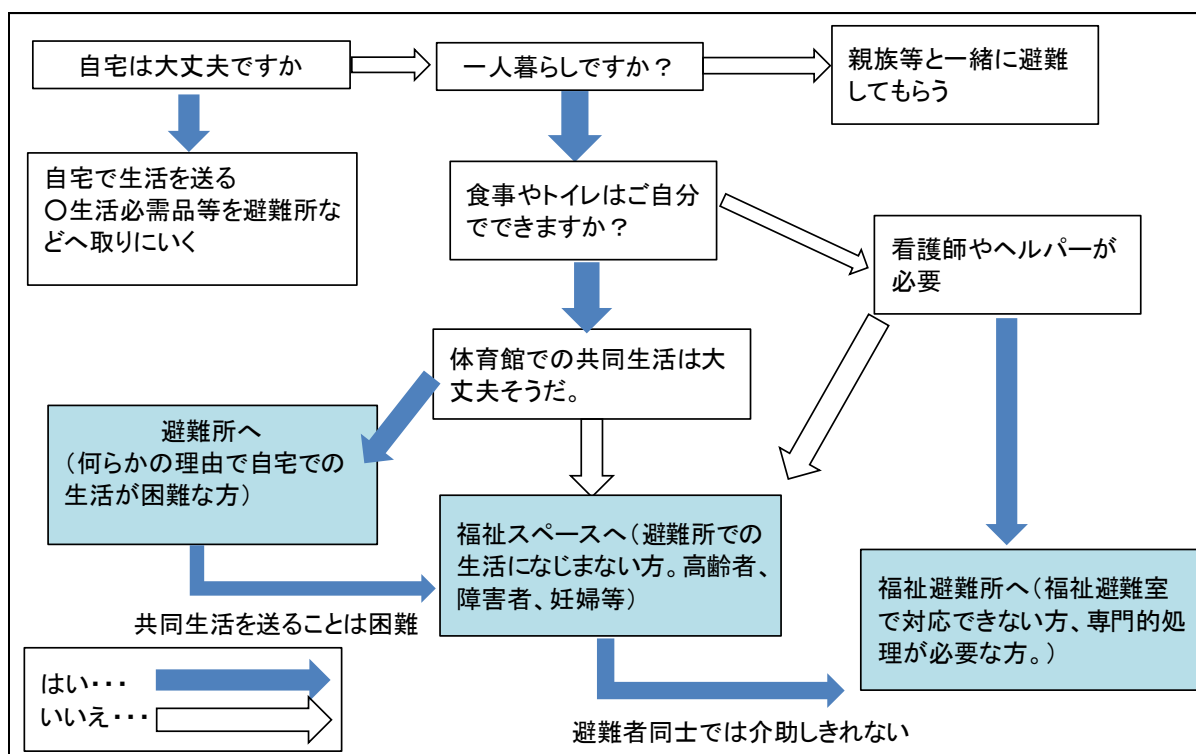 自宅は大丈夫ですか
一人暮らしですか？
親族等と一緒に避難
してもらう
自宅で生活を送る
〇生活必需品等を避難所な
どへ取りにいく
食事やトイレはご自分
でできますか？
看護師やヘルパーが
必要
体育館での共同生活は大
丈夫そうだ。
避難所へ
（何らかの理由で自宅での
生活が困難な方）
福祉スペースへ（避難所での
生活になじまない方。高齢者、
障害者、妊婦等）
福祉避難所へ（福祉避難室
で対応できない方、専門的処
理が必要な方。）
共同生活を送ることは困難
はい・・・
いいえ・・・
避難者同士では介助しきれない